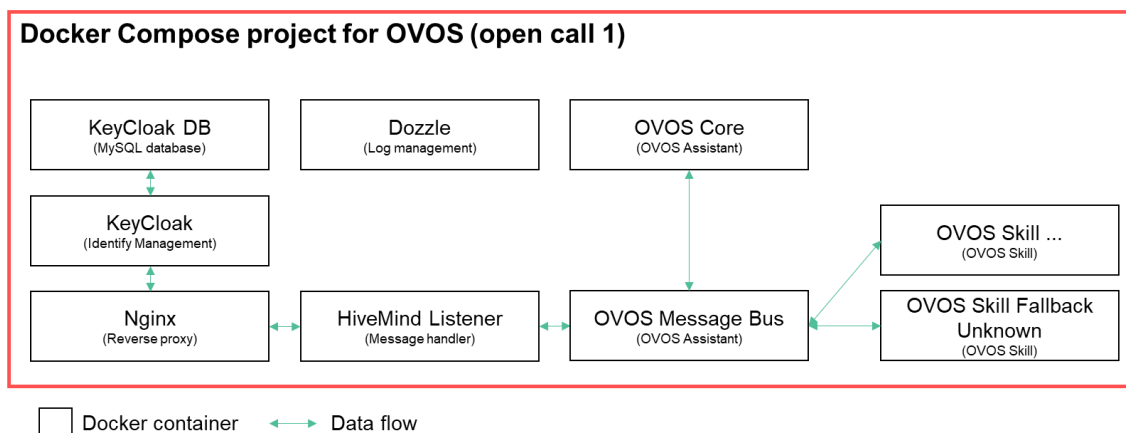 Docker Compose project for OVOS (open call 1)
KeyCloak DB
(MySQL database)
Dozzle
(Log management)
OVOS Core
(OVOS Assistant)
KeyCloak
(Identify Management)
OVOS Skill ...
(OVOS Skill)
Nginx
(Reverse proxy)
HiveMind Listener
(Message handler)
OVOS Message Bus
(OVOS Assistant)
OVOS Skill Fallback
Unknown
(OVOS Skill)
Docker container
Data flow